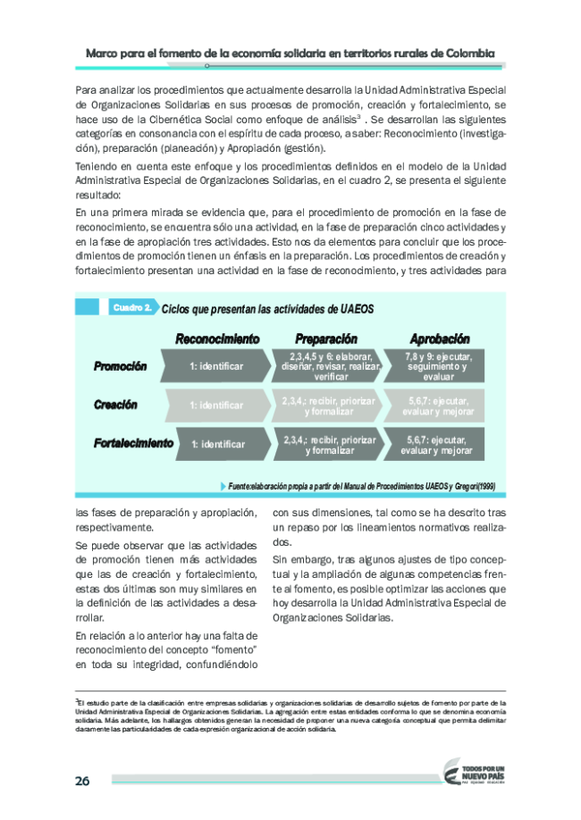 Marco para el fomento de la economía solidaria en territorios rurales de Colombia
Para analizar los procedimientos que actualmente desarrolla la Unidad Administrativa Especial
de Organizaciones Solidarias en sus procesos de promoción, creación y fortalecimiento, se
hace uso de la Cibernética Social como enfoque de análisis³ . Se desarrollan las siguientes
categorías en consonancia con el espíritu de cada proceso, a saber: Reconocimiento (investiga-
ción), preparación (planeación) y Apropiación (gestión).
Teniendo en cuenta este enfoque y los procedimientos definidos en el modelo de la Unidad
Administrativa Especial de Organizaciones Solidarias, en el cuadro 2, se presenta el siguiente
resultado:
En una primera mirada se evidencia que, para el procedimiento de promoción en la fase de
reconocimiento, se encuentra sólo una actividad, en la fase de preparación cinco actividades y
en la fase de apropiación tres actividades. Esto nos da elementos para concluir que los proce-
dimientos de promoción tienen un énfasis en la preparación. Los procedimientos de creación y
fortalecimiento presentan una actividad en la fase de reconocimiento, y tres actividades para
Cuadro 2. Ciclos que presentan las actividades de UAEOS
Reconocimiento Preparación Aprobación
Promoción
1: identificar
2,3,4,5 y 6: elaborar,
diseñar, revisar, realizar,
verificar
7,8 y 9: ejecutar,
seguimiento y
evaluar
Creación
1: identificar
2,3,4,: recibir, priorizar
y formalizar
5,6,7: ejecutar,
evaluar y mejorar
Fortalecimiento
1: identificar
2,3,4,: recibir, priorizar
y formalizar
5,6,7: ejecutar,
evaluar y mejorar
Fuente:elaboración propia a partir del Manual de Procedimientos UAEOS y Gregori(1999)
las fases de preparación y apropiación,
respectivamente.
Se puede observar que las actividades
de promoción tienen más actividades
que las de creación y fortalecimiento,
estas dos últimas son muy similares en
la definición de las actividades a desa-
rrollar.
En relación a lo anterior hay una falta de
reconocimiento del concepto “fomento”
en toda su integridad, confundiéndolo
con sus dimensiones, tal como se ha descrito tras
un repaso por los lineamientos normativos realiza-
dos.
Sin embargo, tras algunos ajustes de tipo concep-
tual y la ampliación de algunas competencias fren-
te al fomento, es posible optimizar las acciones que
hoy desarrolla la Unidad Administrativa Especial de
Organizaciones Solidarias.
³El estudio parte de la clasificación entre empresas solidarias y organizaciones solidarias de desarrollo sujetos de fomento por parte de la
Unidad Administrativa Especial de Organizaciones Solidarias. La agregación entre estas entidades conforma lo que se denomina economía
solidaria. Más adelante, los hallargos obtenidos generan la necesidad de proponer una nueva categoría conceptual que permita delimitar
claramente las particularidades de cada expresión organizacional de acción solidaria.
26
TODOS POR UN
NUEVO PAÍS
PAZ EQUIDAD EDUCACIÓN